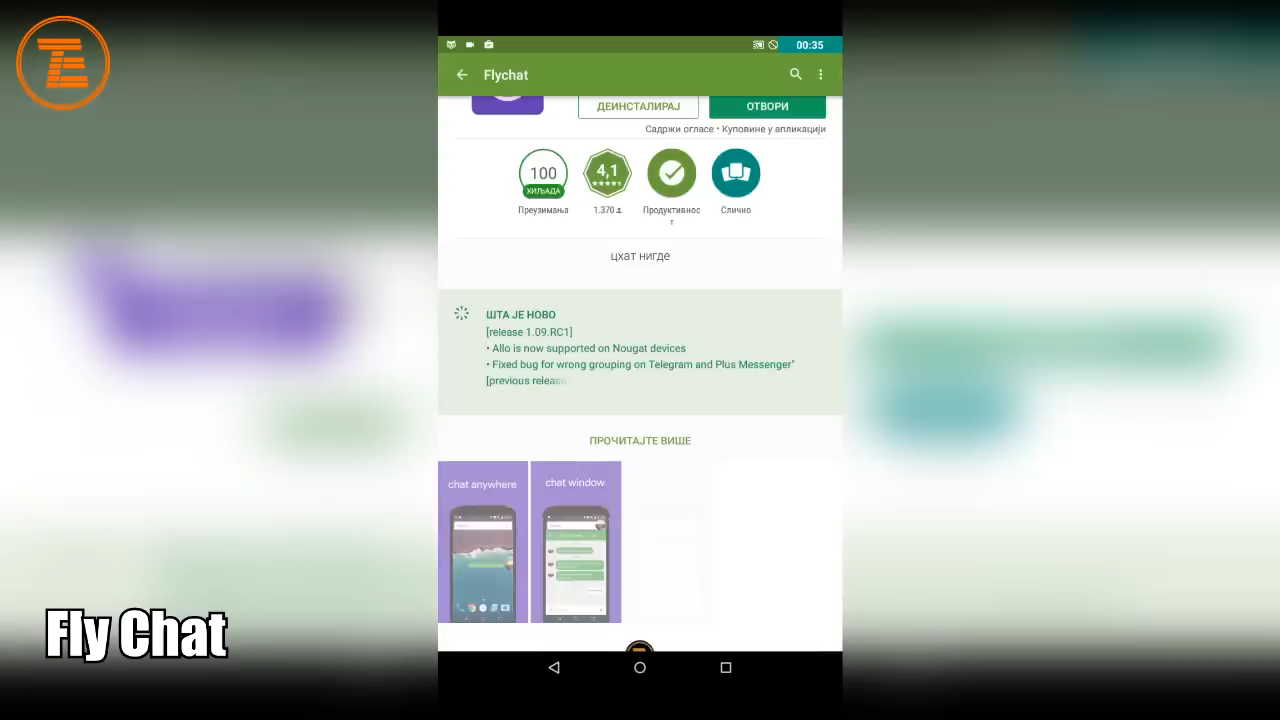 00:35
Flychat
ДЕИНСТАЛИРАЈ
ОТВОРИ
Садржи огласе • Куповине у апликацији
100
ХИЉАДА
4,1
Преузимања
1.370
Продуктивнос
т
Слично
цхат нигде
ШТА ЈЕ НОВО
[release 1.09.RC1]
• Allo is now supported on Nougat devices
• Fixed bug for wrong grouping on Telegram and Plus Messenger"
[previous release
ПРОЧИТАЈТЕ ВИШЕ
chat anywhere
chat window
Fly Chat